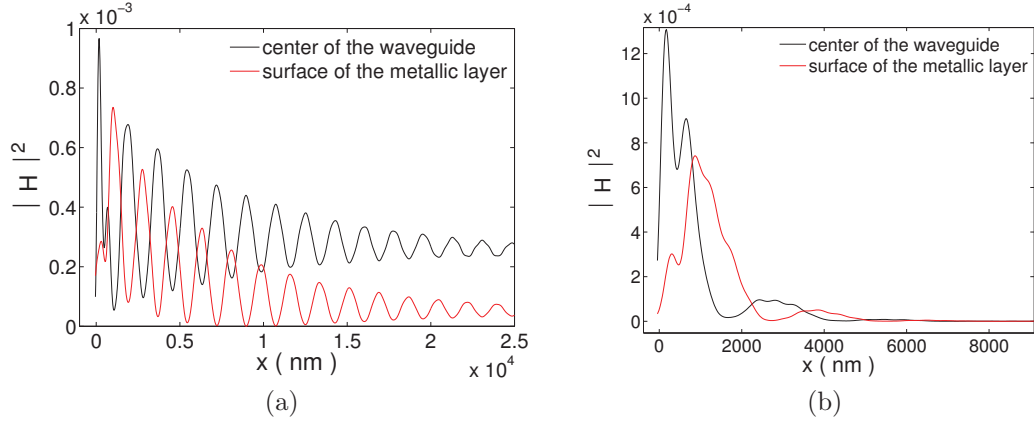 x 10⁻³
1
0.8
0.6
0.4
0.2
0
| H |²
center of the waveguide
surface of the metallic layer
0 0.5 1 1.5 2 2.5
x ( nm )
x 10⁴
(a)
x 10⁻⁴
12
10
8
6
4
2
0
| H |²
center of the waveguide
surface of the metallic layer
0 2000 4000 6000 8000
x ( nm )
(b)